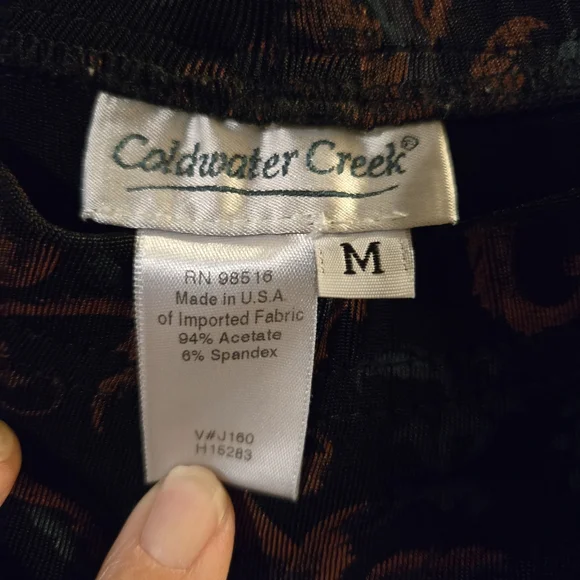 Coldwater Creek®
M
RN 98516
Made in U.S.A.
of Imported Fabric
94% Acetate
6% Spandex
V#J160
H15283